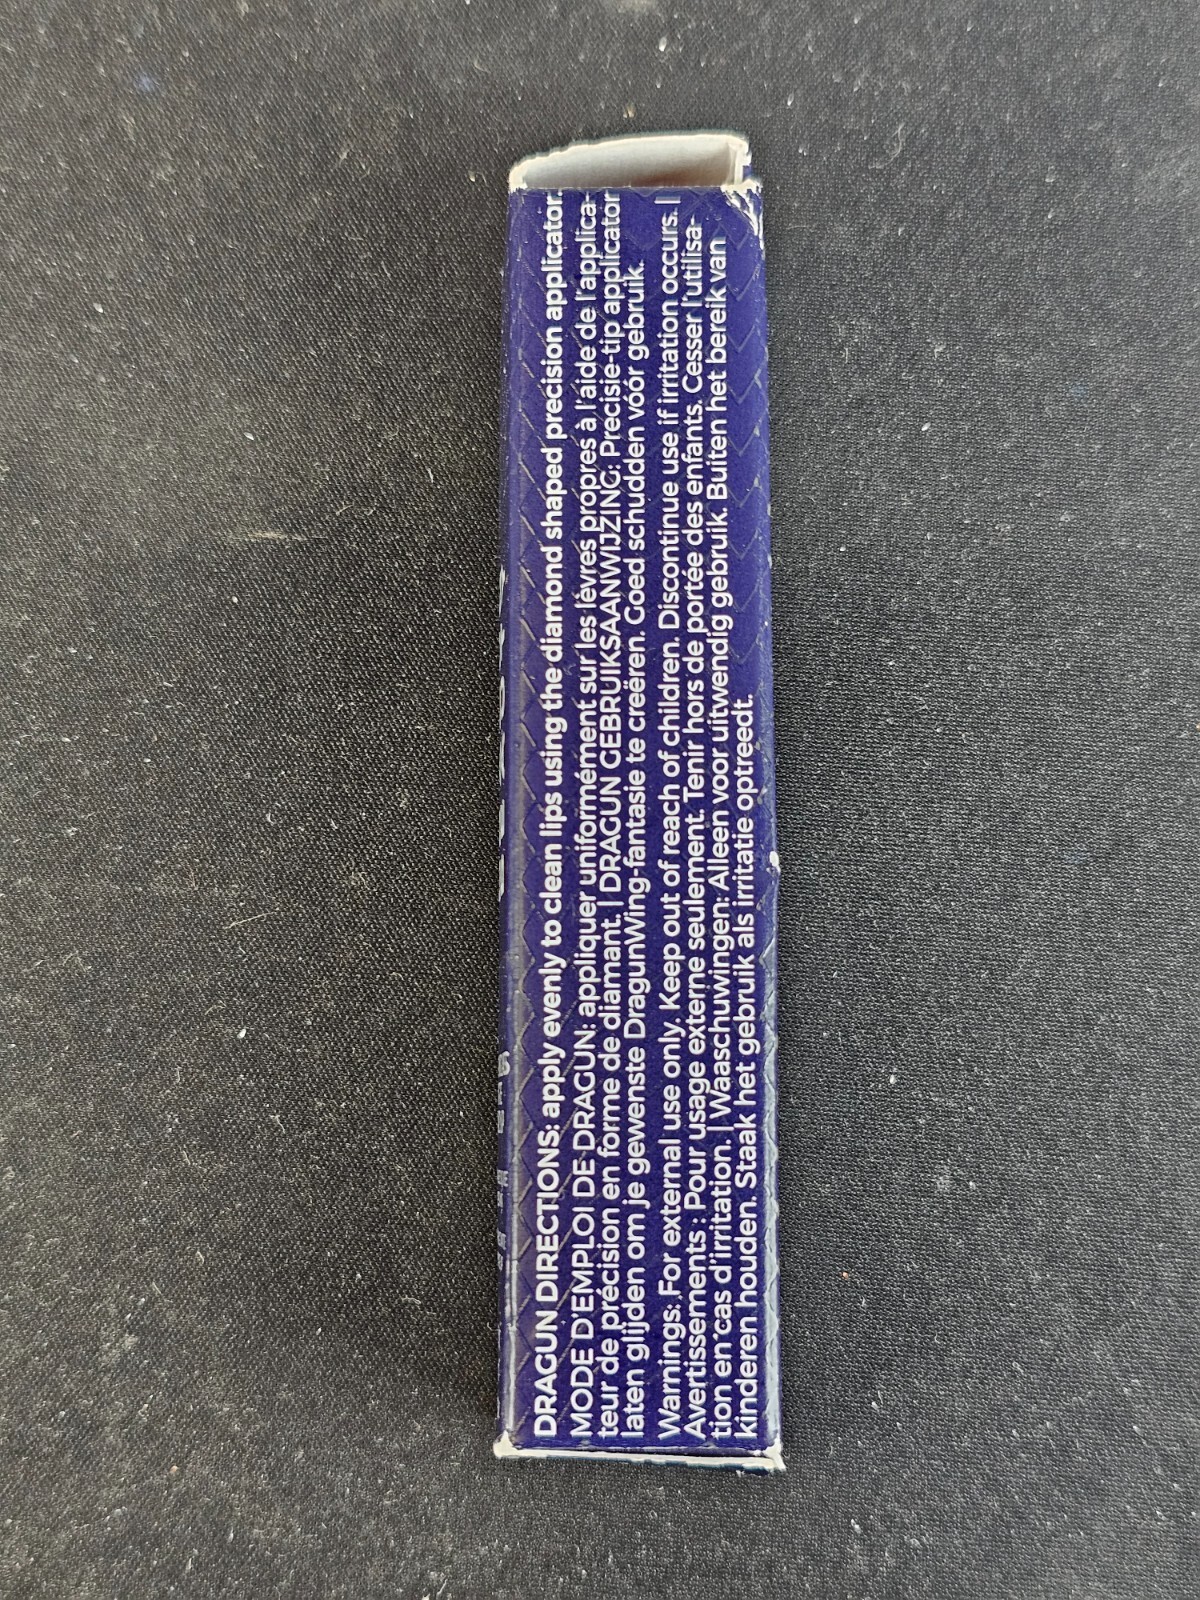 DRAGUN DIRECTIONS: apply evenly to clean lips using the diamond shaped precision applicator.
MODE D'EMPLOI DE DRAGUN: appliquer uniformément sur les lèvres propres à l'aide de l'applica-
teur de précision en forme de diamant. | DRAGUN GEBRUIKSAANWIJZING: Precisie-tip applicator
laten glijden om je gewenste DragunWing-fantasie te creëren. Goed schudden vóór gebruik.
Warnings: For external use only. Keep out of reach of children. Discontinue use if irritation occurs. |
Avertissements : Pour usage externe seulement. Tenir hors de portée des enfants. Cesser l'utilisa-
tion en cas d'irritation. | Waaschuwingen: Alleen voor uitwendig gebruik. Buiten het bereik van
kinderen houden. Staak het gebruik als irritatie optreedt.